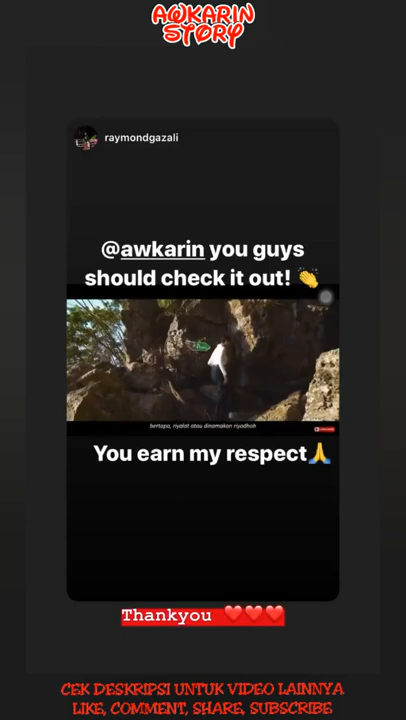 AWKARIN
STORY
raymondgazali
@awkarin you guys
should check it out! 👏
bertapa, riyalat atau dinamakan riyadhoh
You earn my respect🙏
Thankyou ❤️❤️❤️
CEK DESKRIPSI UNTUK VIDEO LAINNYA
LIKE, COMMENT, SHARE, SUBSCRIBE